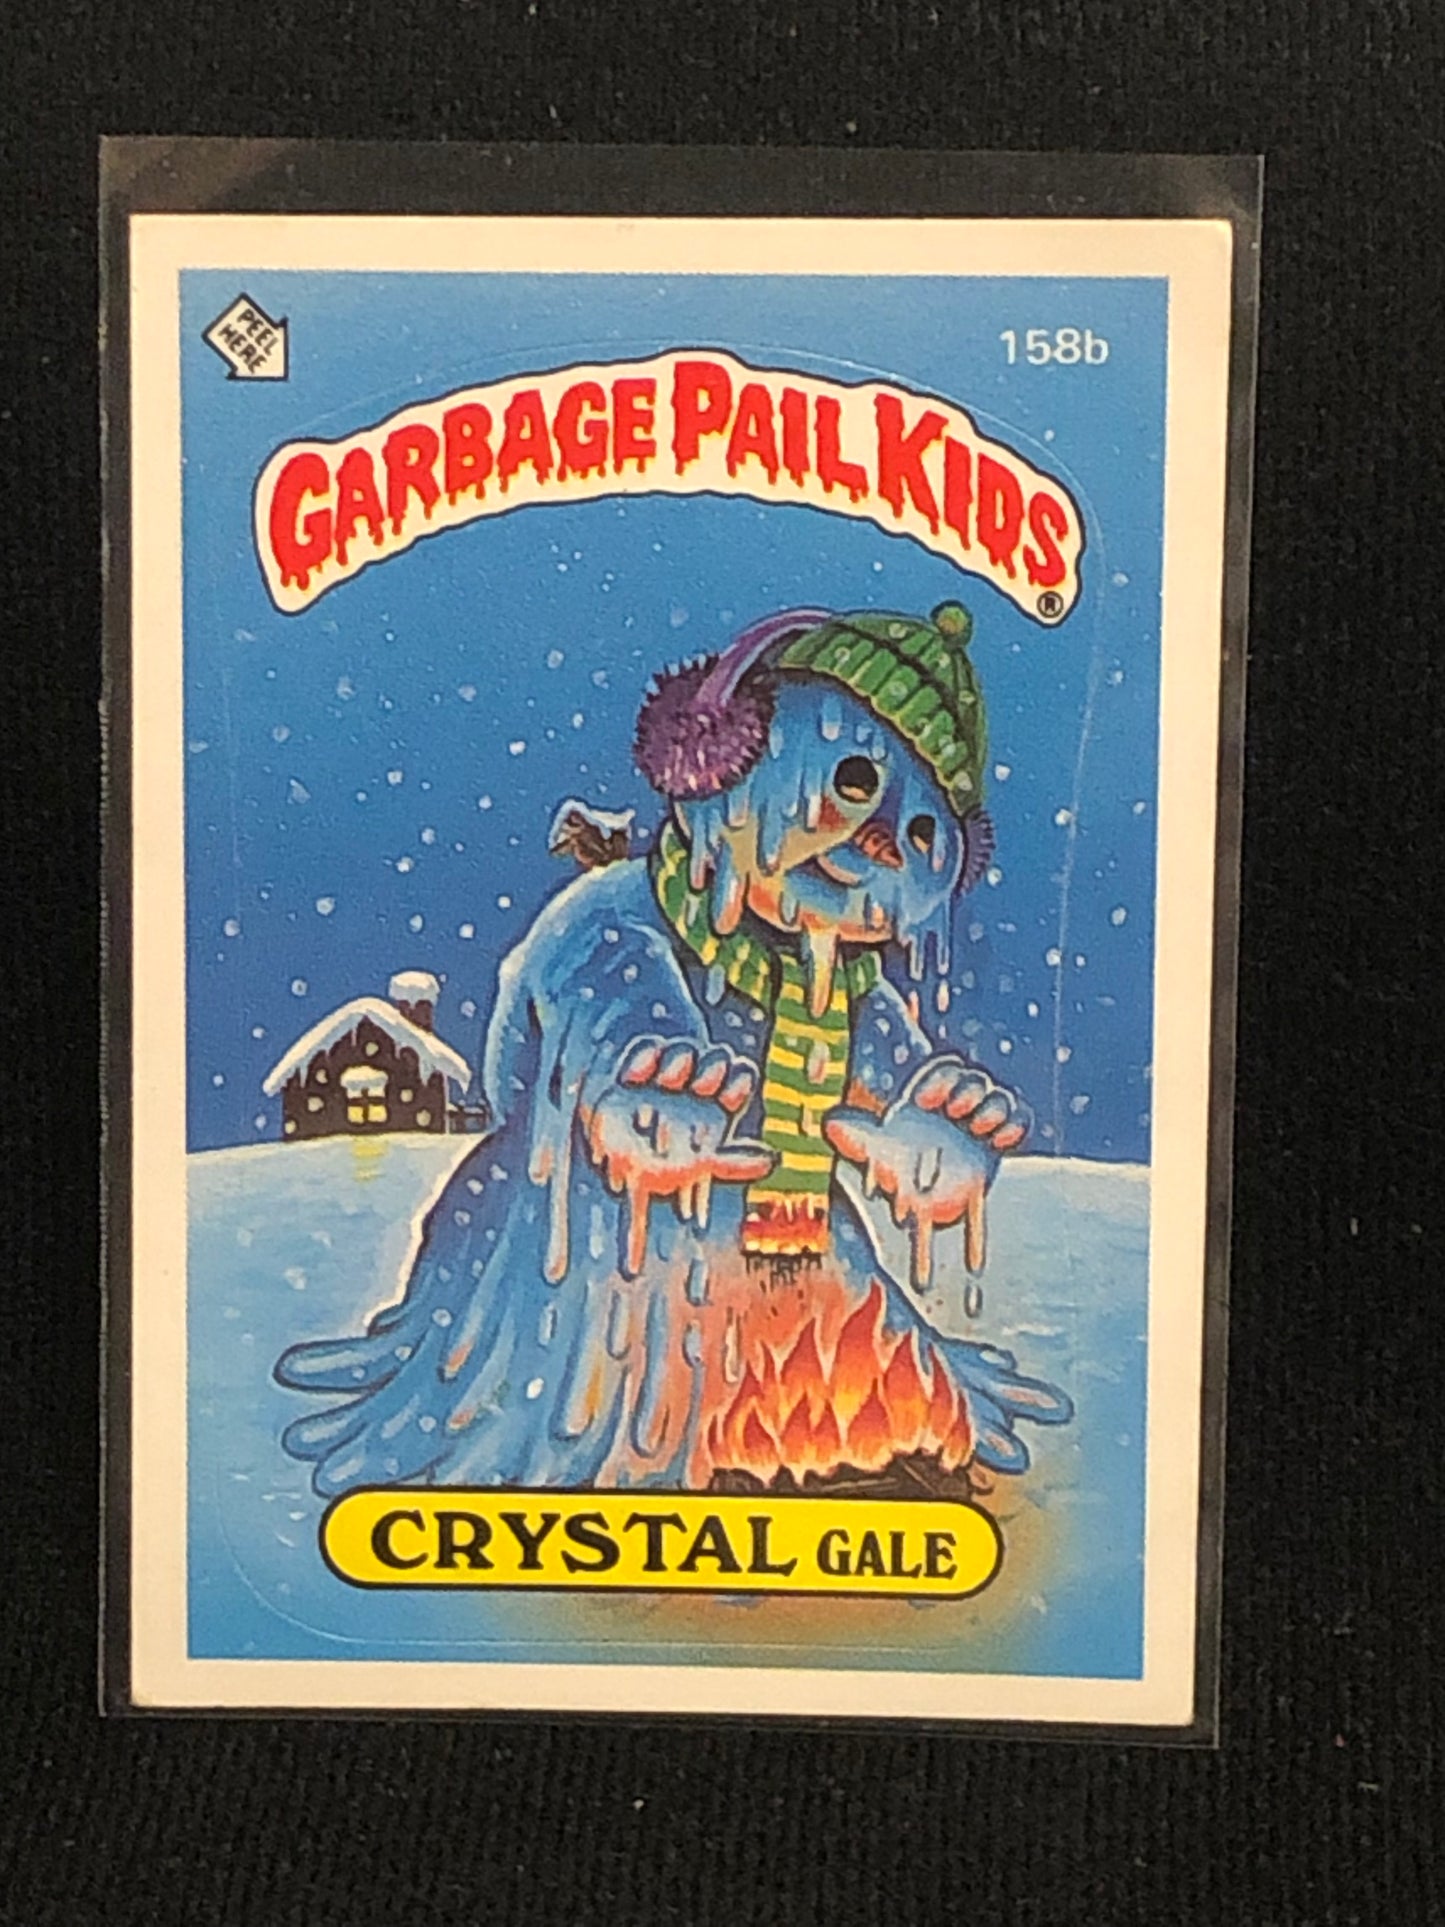 PEEL
HERE
158b
GARBAGE PAIL KIDS
®
CRYSTAL GALE